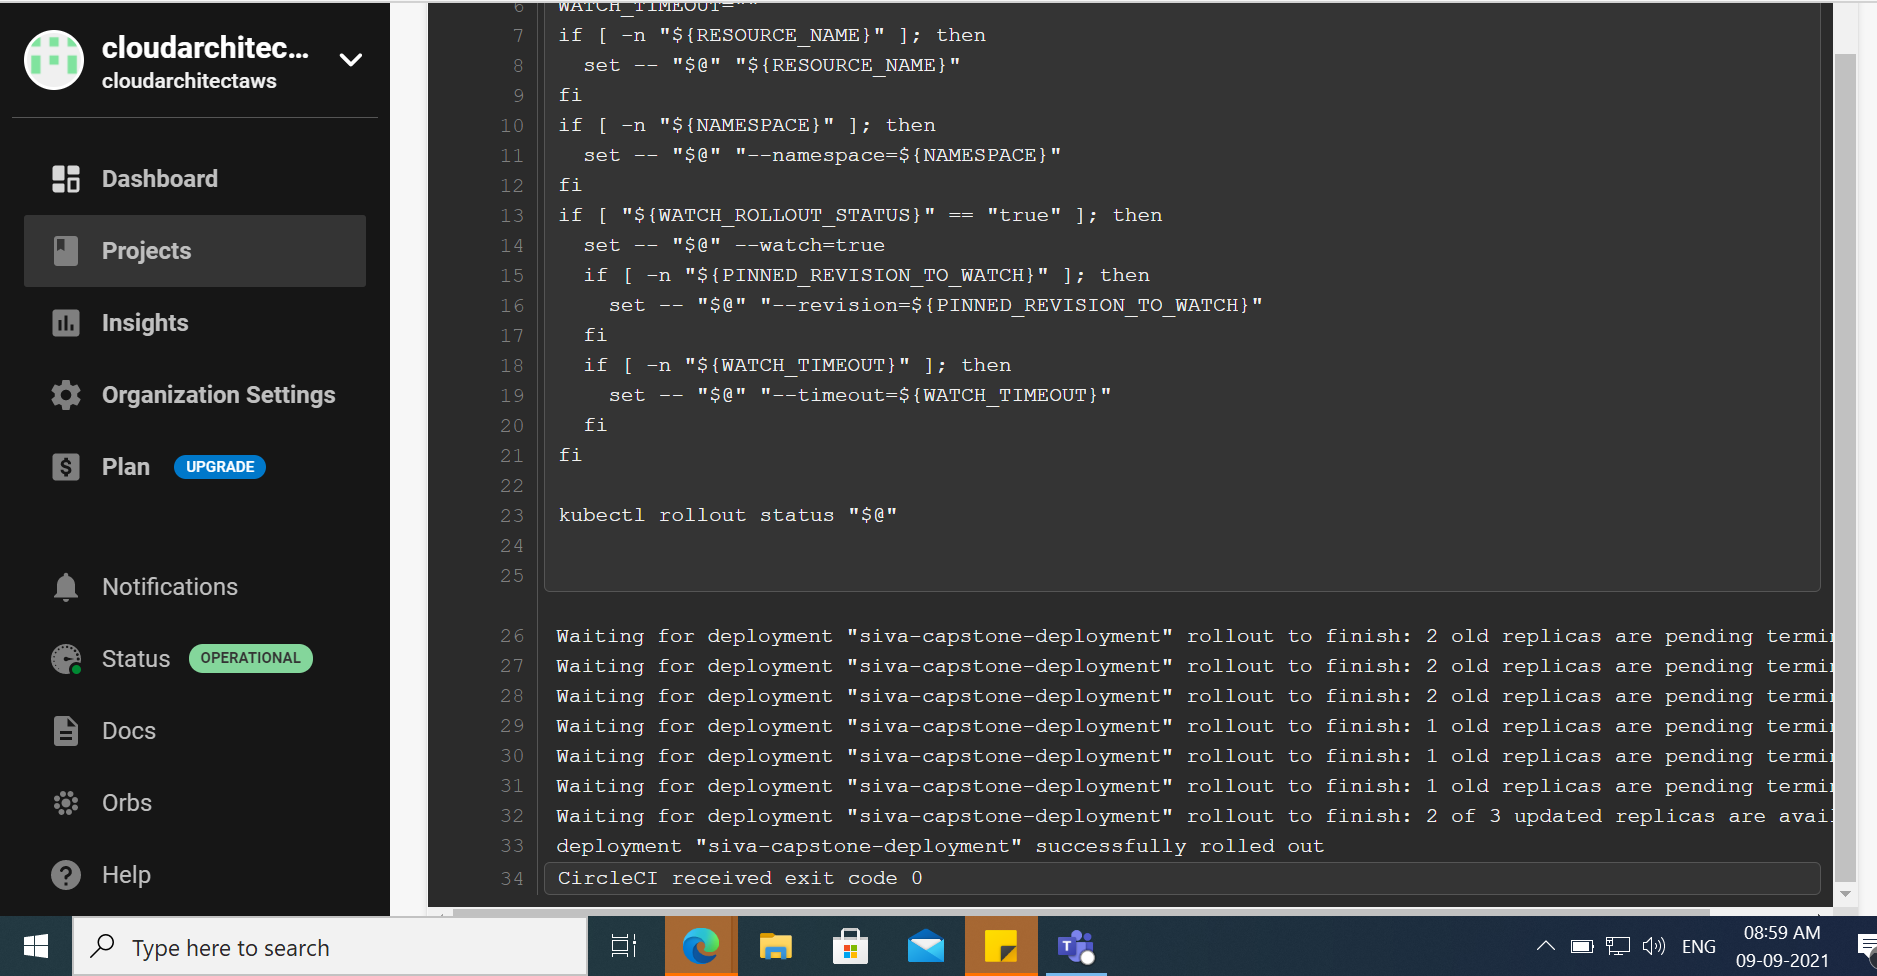 cloudarchitec...
cloudarchitectaws
Dashboard
Projects
Insights
Organization Settings
Plan UPGRADE
Notifications
Status OPERATIONAL
Docs
Orbs
Help
6 WATCH_TIMEOUT=""
7 if [ -n "${RESOURCE_NAME}" ]; then
8 set -- "$@" "${RESOURCE_NAME}"
9 fi
10 if [ -n "${NAMESPACE}" ]; then
11 set -- "$@" "--namespace=${NAMESPACE}"
12 fi
13 if [ "${WATCH_ROLLOUT_STATUS}" == "true" ]; then
14 set -- "$@" --watch=true
15 if [ -n "${PINNED_REVISION_TO_WATCH}" ]; then
16 set -- "$@" "--revision=${PINNED_REVISION_TO_WATCH}"
17 fi
18 if [ -n "${WATCH_TIMEOUT}" ]; then
19 set -- "$@" "--timeout=${WATCH_TIMEOUT}"
20 fi
21 fi
22
23 kubectl rollout status "$@"
24
25
26 Waiting for deployment "siva-capstone-deployment" rollout to finish: 2 old replicas are pending termi
27 Waiting for deployment "siva-capstone-deployment" rollout to finish: 2 old replicas are pending termi
28 Waiting for deployment "siva-capstone-deployment" rollout to finish: 2 old replicas are pending termi
29 Waiting for deployment "siva-capstone-deployment" rollout to finish: 1 old replicas are pending termi
30 Waiting for deployment "siva-capstone-deployment" rollout to finish: 1 old replicas are pending termi
31 Waiting for deployment "siva-capstone-deployment" rollout to finish: 1 old replicas are pending termi
32 Waiting for deployment "siva-capstone-deployment" rollout to finish: 2 of 3 updated replicas are avai
33 deployment "siva-capstone-deployment" successfully rolled out
34 CircleCI received exit code 0
Type here to search
ENG
08:59 AM
09-09-2021